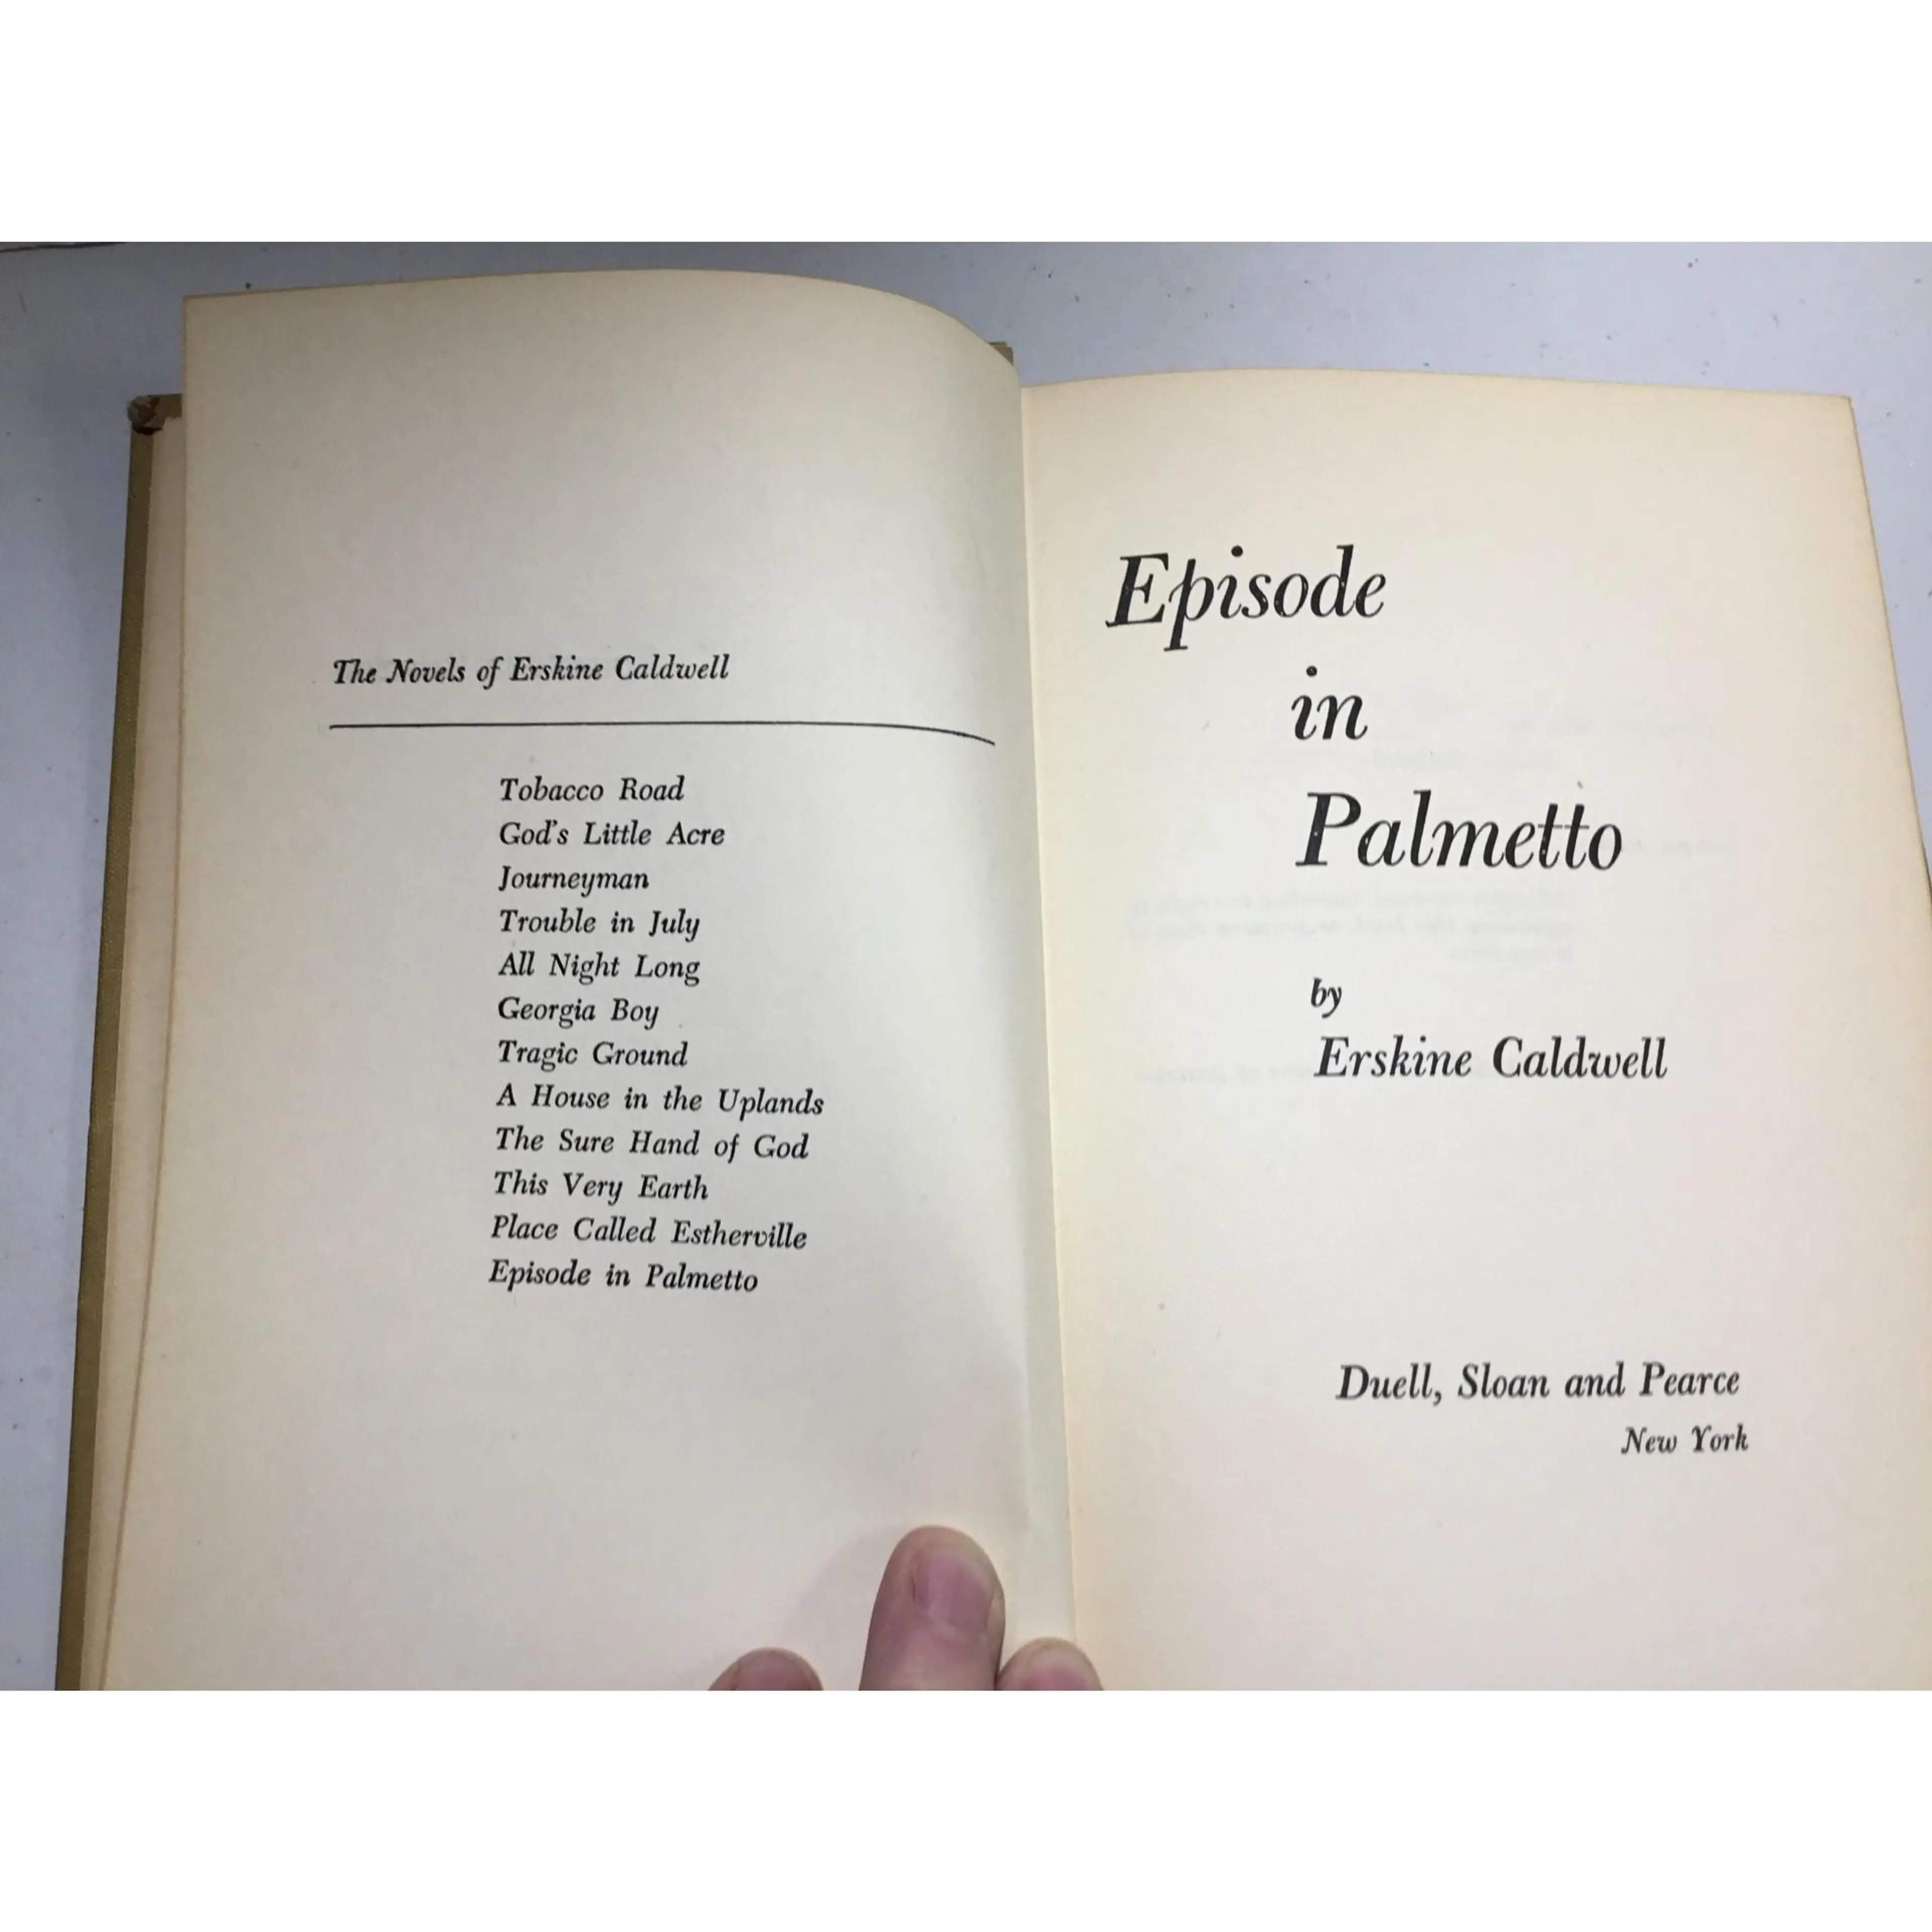 The Novels of Erskine Caldwell
Tobacco Road
God's Little Acre
Journeyman
Trouble in July
All Night Long
Georgia Boy
Tragic Ground
A House in the Uplands
The Sure Hand of God
This Very Earth
Place Called Estherville
Episode in Palmetto
Episode
in
Palmetto
by
Erskine Caldwell
Duell, Sloan and Pearce
New York